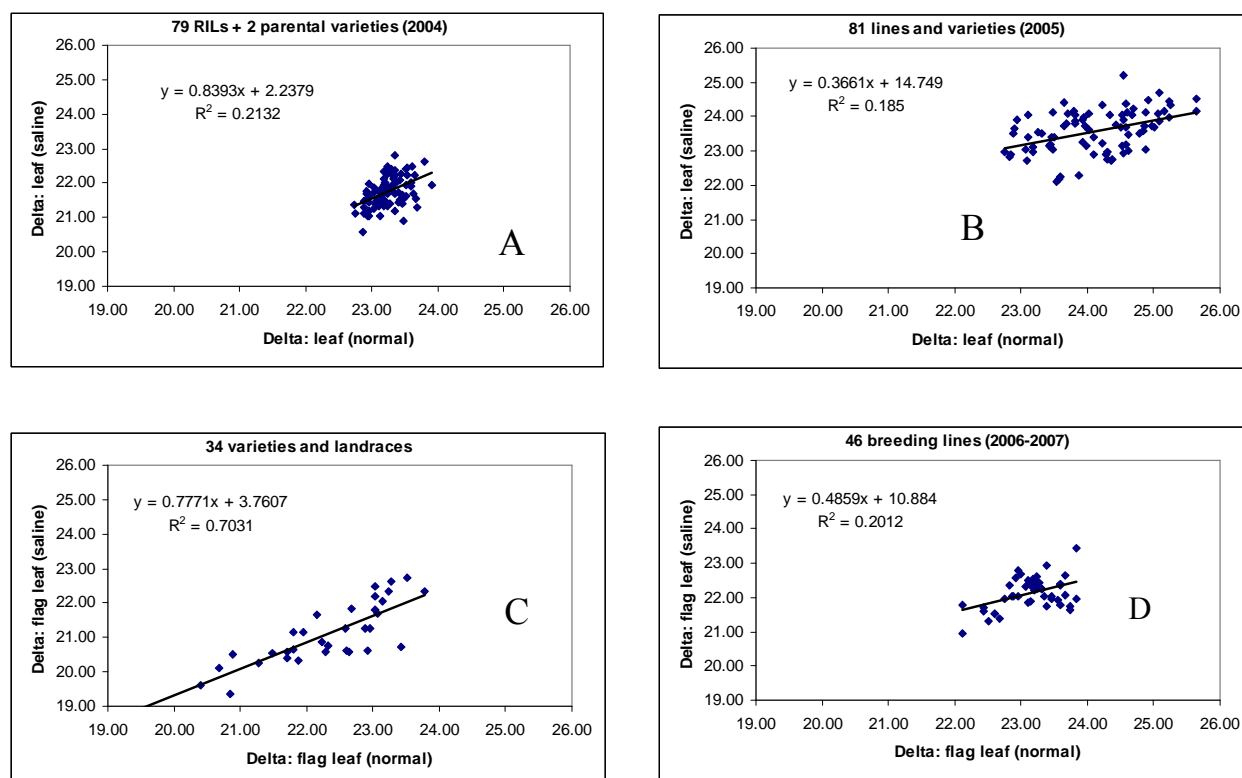 79 RILs + 2 parental varieties (2004)
26.00
25.00
24.00
23.00
22.00
21.00
20.00
19.00
y = 0.8393x + 2.2379
R² = 0.2132
A
19.00 20.00 21.00 22.00 23.00 24.00 25.00 26.00
Delta: leaf (normal)
Delta: leaf (saline)
81 lines and varieties (2005)
26.00
25.00
24.00
23.00
22.00
21.00
20.00
19.00
y = 0.3661x + 14.749
R² = 0.185
B
19.00 20.00 21.00 22.00 23.00 24.00 25.00 26.00
Delta: leaf (normal)
Delta: leaf (saline)
34 varieties and landraces
26.00
25.00
24.00
23.00
22.00
21.00
20.00
19.00
y = 0.7771x + 3.7607
R² = 0.7031
C
19.00 20.00 21.00 22.00 23.00 24.00 25.00 26.00
Delta: flag leaf (normal)
Delta: flag leaf (saline)
46 breeding lines (2006-2007)
26.00
25.00
24.00
23.00
22.00
21.00
20.00
19.00
y = 0.4859x + 10.884
R² = 0.2012
D
19.00 20.00 21.00 22.00 23.00 24.00 25.00 26.00
Delta: flag leaf (normal)
Delta: flag leaf (saline)